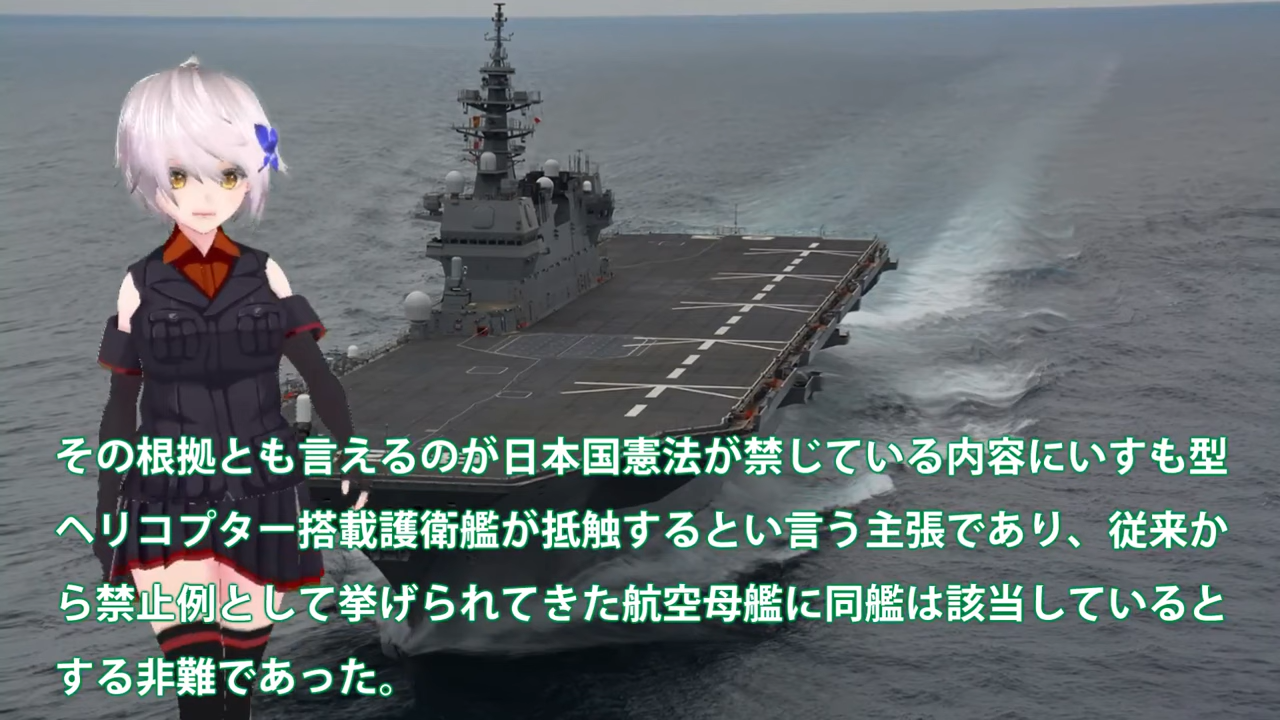 その根拠とも言えるのが日本国憲法が禁じている内容にいすも型
ヘリコプター搭載護衛艦が抵触するとい言う主張であり、従来か
ら禁止例として挙げられてきた航空母艦に同艦は該当していると
する非難であった。